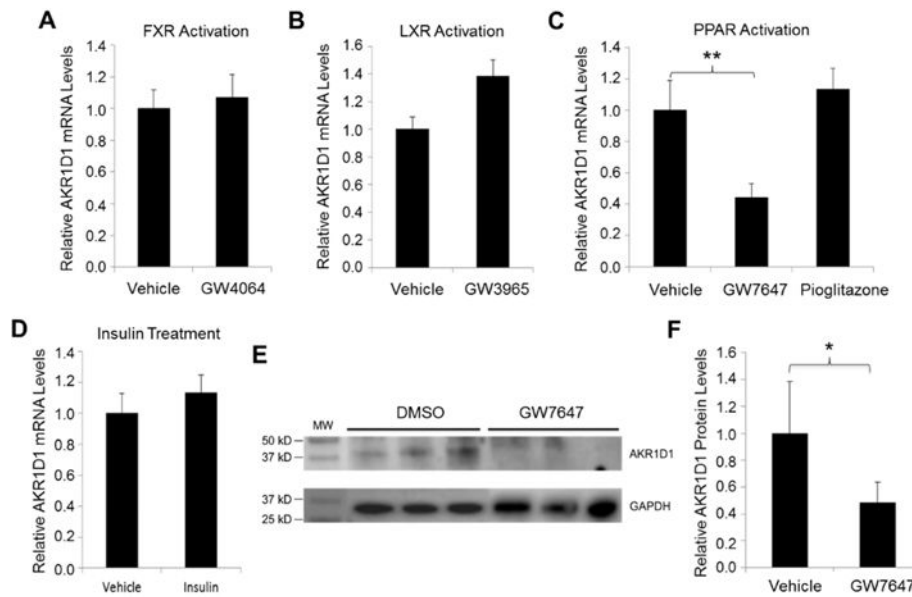 A
FXR Activation
Relative AKR1D1 mRNA Levels
1.4
1.2
1.0
0.8
0.6
0.4
0.2
0.0
Vehicle
GW4064
B
LXR Activation
Relative AKR1D1 mRNA Levels
1.6
1.4
1.2
1.0
0.8
0.6
0.4
0.2
0.0
Vehicle
GW3965
C
PPAR Activation
**
Relative AKR1D1 mRNA Levels
1.4
1.2
1.0
0.8
0.6
0.4
0.2
0.0
Vehicle
GW7647
Pioglitazone
D
Insulin Treatment
Relative AKR1D1 mRNA Levels
1.4
1.2
1.0
0.8
0.6
0.4
0.2
0.0
Vehicle
Insulin
E
MW
DMSO
GW7647
50 kD
37 kD
AKR1D1
37 kD
25 kD
GAPDH
F
*
Relative AKR1D1 Protein Levels
1.6
1.4
1.2
1.0
0.8
0.6
0.4
0.2
0.0
Vehicle
GW7647